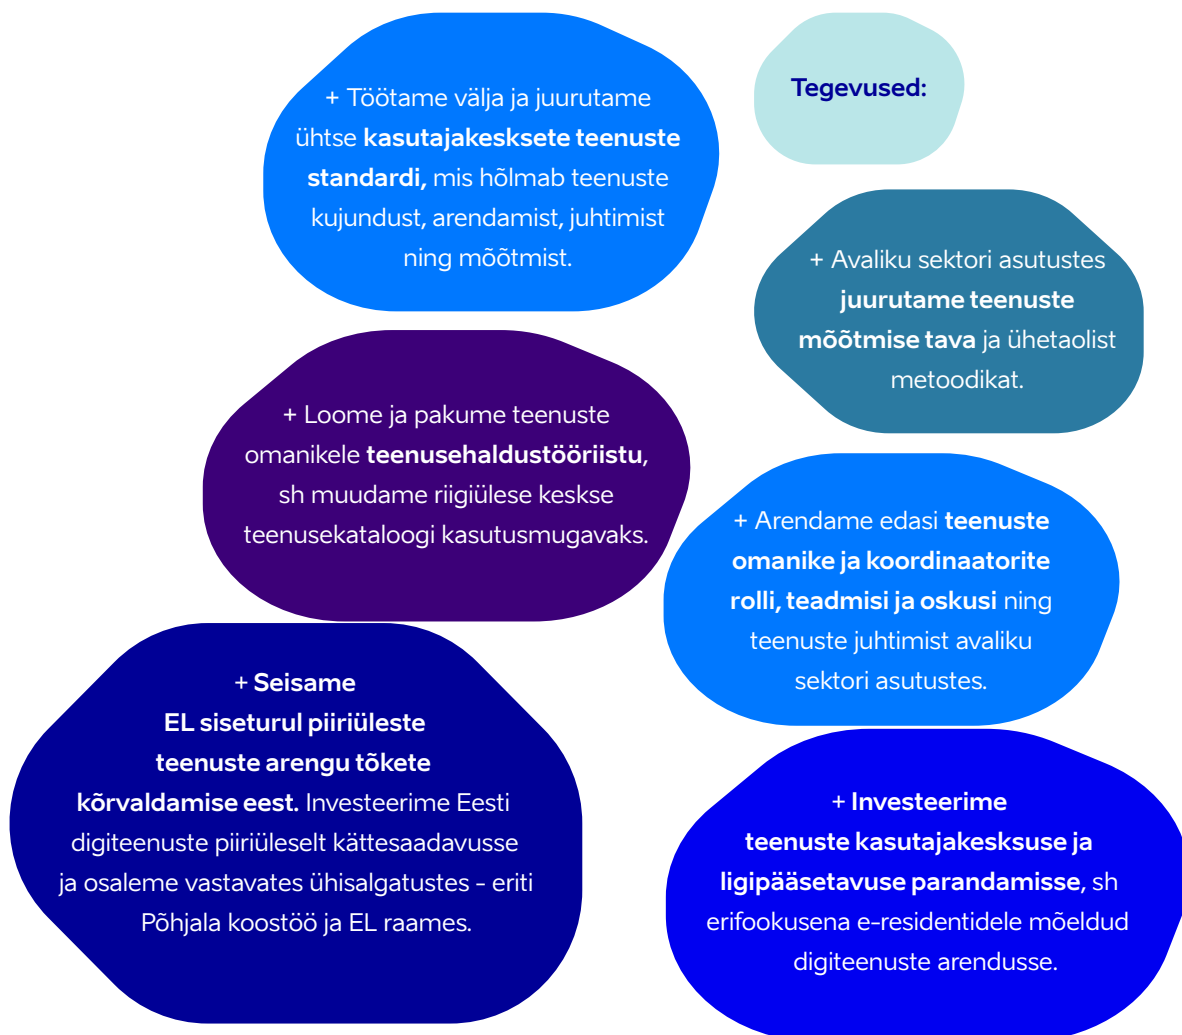 Tegevused:
+ Töötame välja ja juurutame
ühtse kasutajakesksete teenuste
standardi, mis hõlmab teenuste
kujundust, arendamist, juhtimist
ning mõõtmist.
+ Avaliku sektori asutustes
juurutame teenuste
mõõtmise tava ja ühetaolist
metoodikat.
+ Loome ja pakume teenuste
omanikele teenusehaldustööriistu,
sh muudame riigiülese keskse
teenusekataloogi kasutusmugavaks.
+ Arendame edasi teenuste
omanike ja koordinaatorite
rolli, teadmisi ja oskusi ning
teenuste juhtimist avaliku
sektori asutustes.
+ Seisame
EL siseturul piiriüleste
teenuste arengu tõkete
kõrvaldamise eest. Investeerime Eesti
digiteenuste piiriüleselt kättesaadavusse
ja osaleme vastavates ühisalgatustes - eriti
Põhjala koostöö ja EL raames.
+ Investeerime
teenuste kasutajakesksuse ja
ligipääsetavuse parandamisse, sh
erifookusena e-residentidele mõeldud
digiteenuste arendusse.